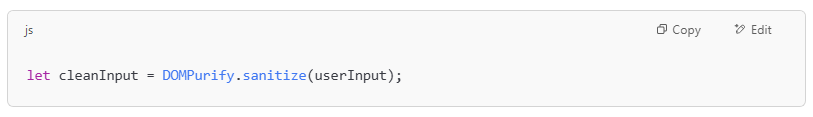 js Copy Edit
let cleanInput = DOMPurify.sanitize(userInput);